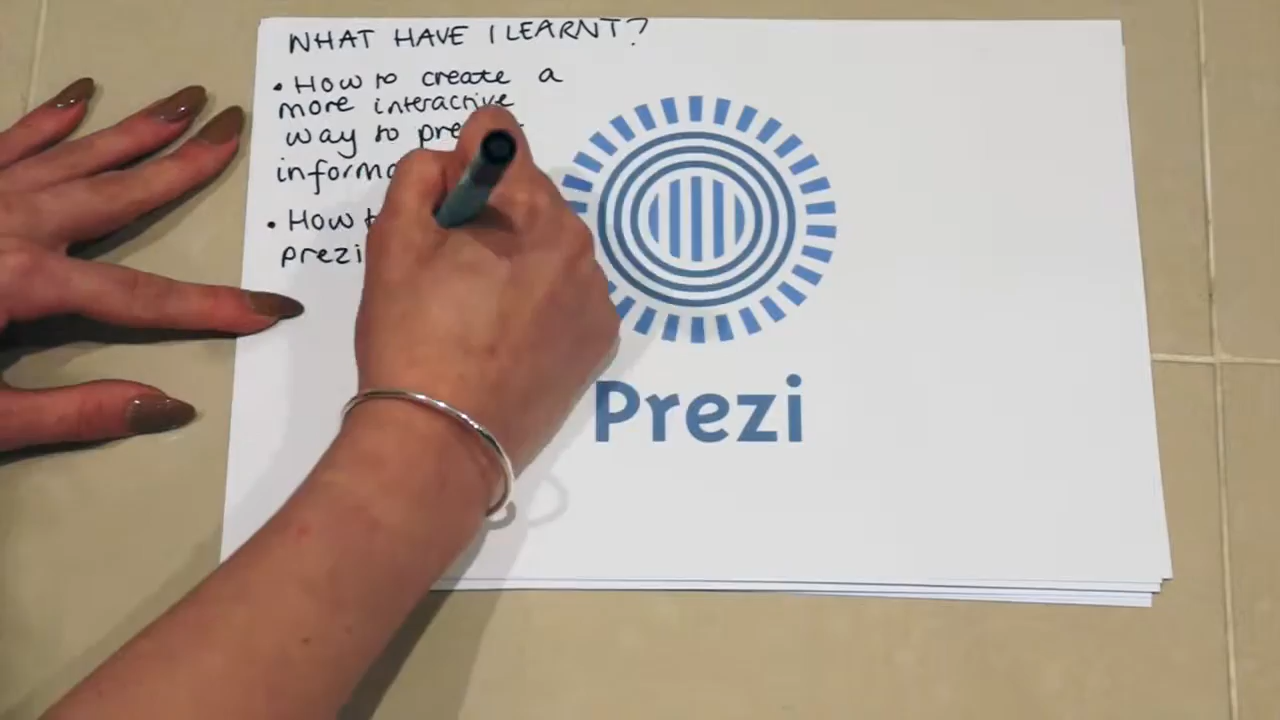 WHAT HAVE I LEARNT?
• How to create a
more interactive
way to
• How
prezi
Prezi